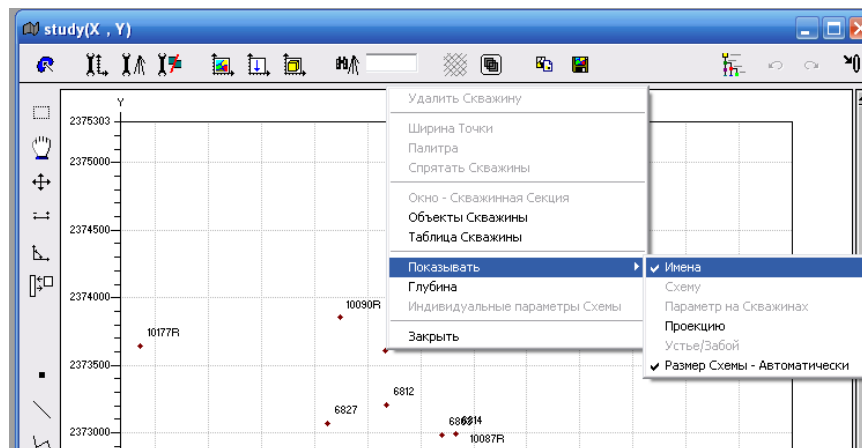 study(X , Y)
Y
2375303
2375000
2374500
2374000
2373500
2373000
10177R
10090R
6812
6827
6814
10087R
Удалить Скважину
Ширина Точки
Палитра
Спрятать Скважины
Окно - Скважинная Секция
Объекты Скважины
Таблица Скважины
Показывать
Глубина
Индивидуальные параметры Схемы
Закрыть
Имена
Схему
Параметр на Скважинах
Проекцию
Устье/Забой
Размер Схемы - Автоматически